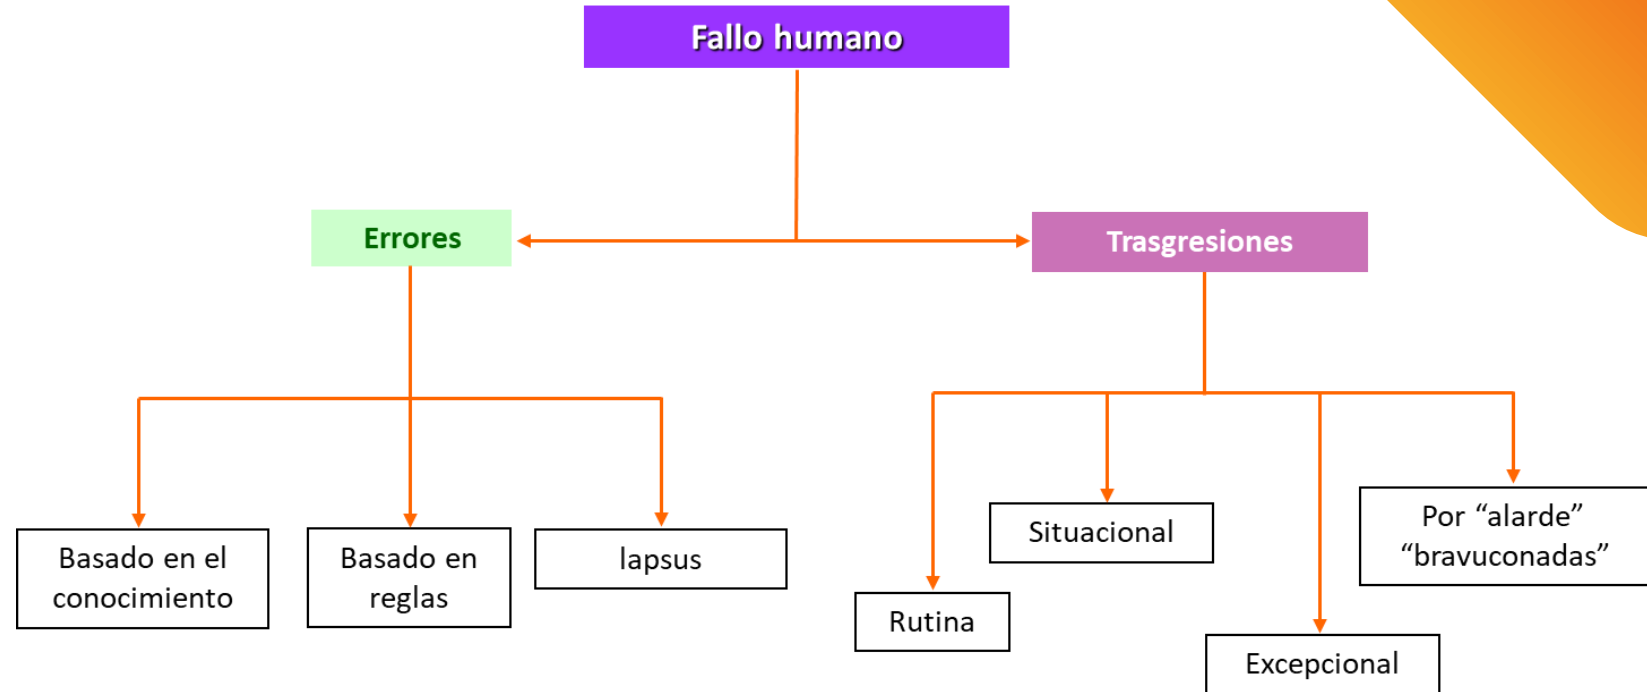 Fallo humano
Errores
Trasgresiones
Basado en el
conocimiento
Basado en
reglas
lapsus
Rutina
Situacional
Excepcional
Por “alarde”
“bravuconadas”